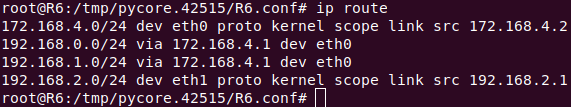 root@R6:/tmp/pycore.42515/R6.conf# ip route
172.168.4.0/24 dev eth0 proto kernel scope link src 172.168.4.2
192.168.0.0/24 via 172.168.4.1 dev eth0
192.168.1.0/24 via 172.168.4.1 dev eth0
192.168.2.0/24 dev eth1 proto kernel scope link src 192.168.2.1
root@R6:/tmp/pycore.42515/R6.conf#